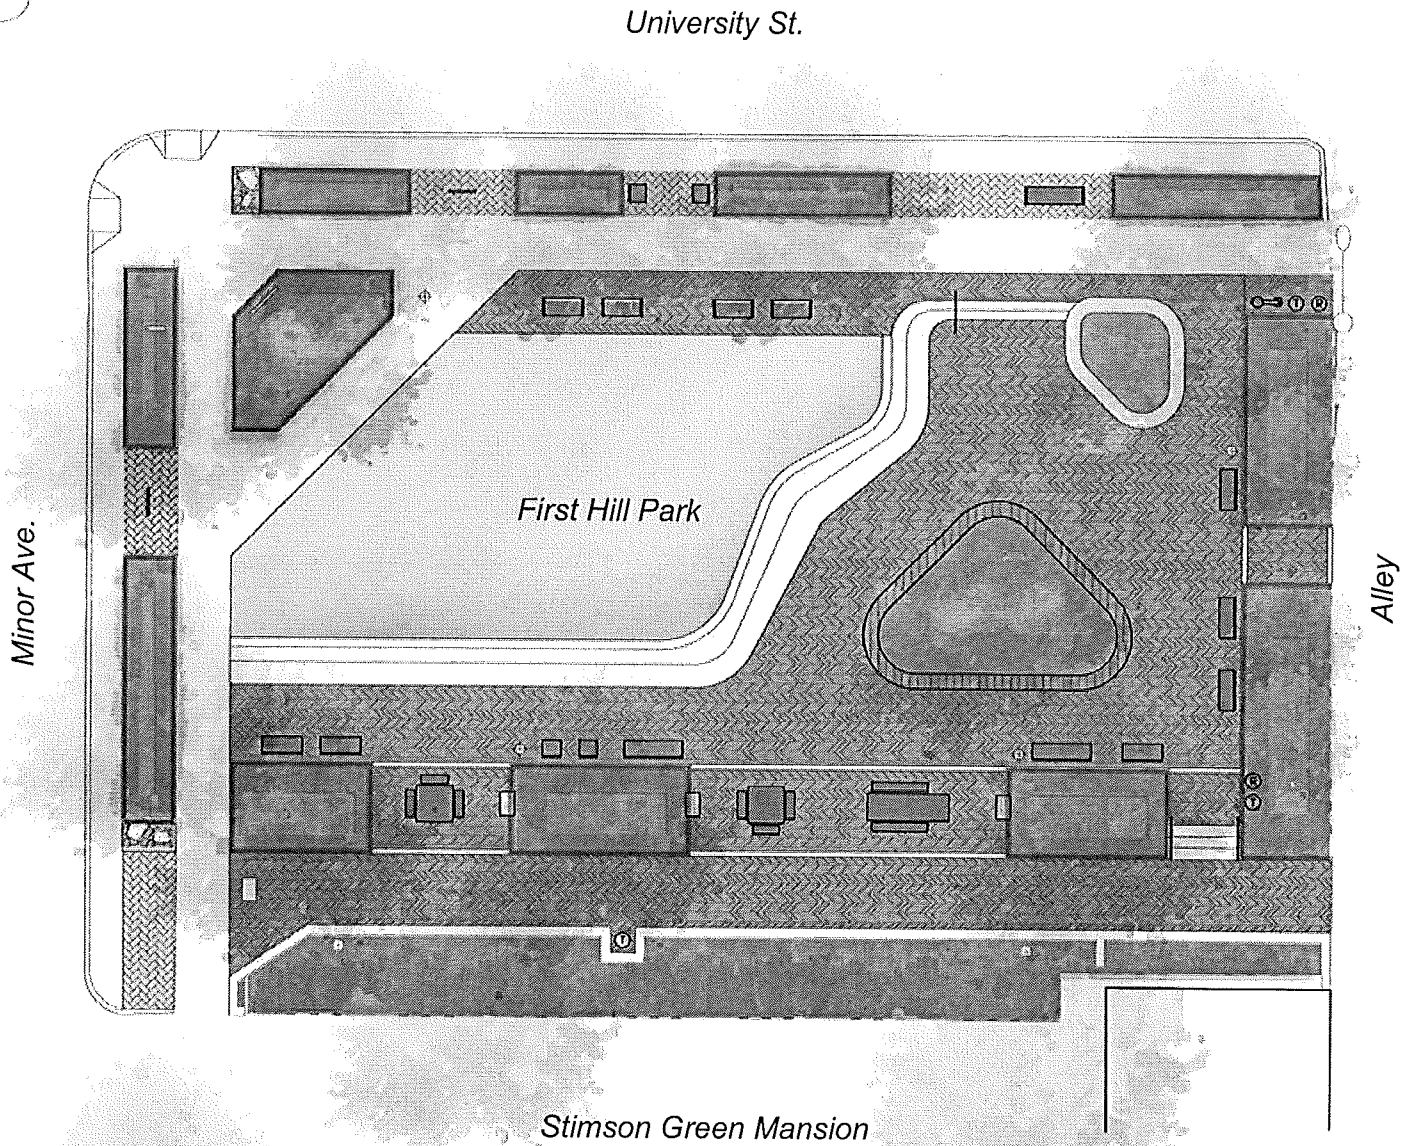 University St.
T R
First Hill Park
Minor Ave.
Alley
R
T
T
Stimson Green Mansion